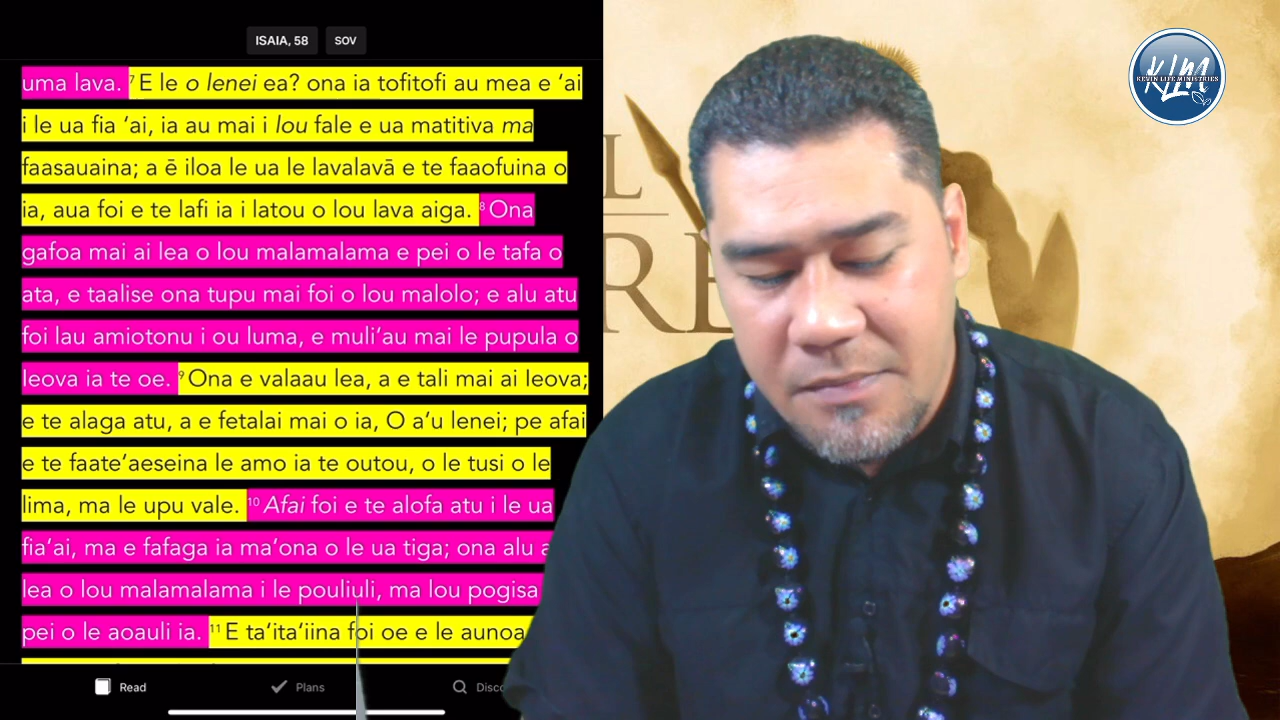 ISAIA, 58 SOV
uma lava. 7 E le o lenei ea? ona ia tofitofi au mea e ‘ai
i le ua fia ‘ai, ia au mai i lou fale e ua matitiva ma
faasauaina; a ē iloa le ua le lavalavā e te faaofuina o
ia, aua foi e te lafi ia i latou o lou lava aiga. 8 Ona
gafoa mai ai lea o lou malamalama e pei o le tafa o
ata, e taalise ona tupu mai foi o lou malolo; e alu atu
foi lau amiotonu i ou luma, e muli‘au mai le pupula o
Ieova ia te oe. 9 Ona e valaau lea, a e tali mai ai Ieova;
e te alaga atu, a e fetalai mai o ia, O a‘u lenei; pe afai
e te faate‘aeseina le amo ia te outou, o le tusi o le
lima, ma le upu vale. 10 Afai foi e te alofa atu i le ua
fia‘ai, ma e fafaga ia ma‘ona o le ua tiga; ona alu a
lea o lou malamalama i le pouliuli, ma lou pogisa
pei o le aoauli ia. 11 E ta‘ita‘iina foi oe e le aunoa
Read Plans Disco
L
RE
KLM
KEVIN LIFE MINISTRIES